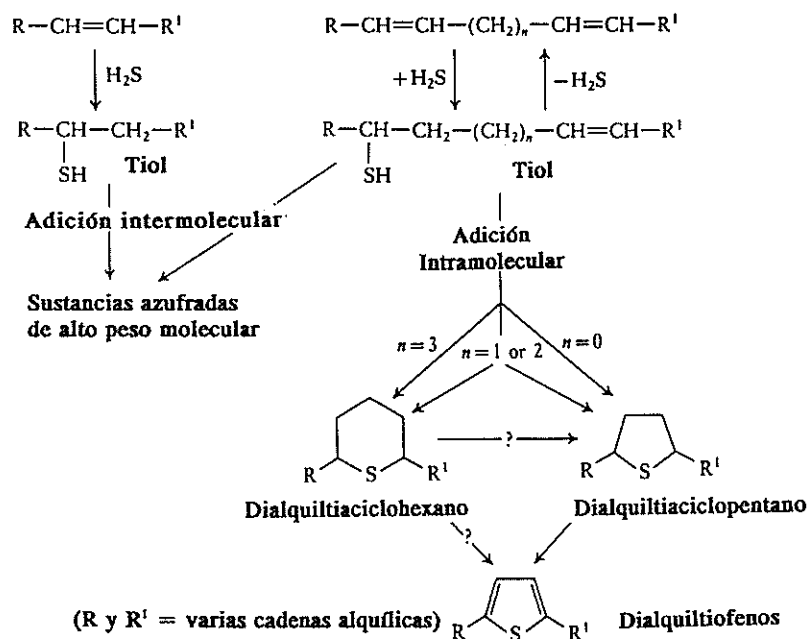 R—CH=CH—R¹
H₂S
R—CH—CH₂—R¹
SH
Tiol
R—CH=CH—(CH₂)ₙ—CH=CH—R¹
+H₂S
−H₂S
R—CH—CH₂—(CH₂)ₙ—CH=CH—R¹
SH
Tiol
Adición intermolecular
Sustancias azufradas
de alto peso molecular
Adición
Intramolecular
n=3
n=1 or 2
n=0
R
S
R¹
?
R
S
R¹
Dialquiltiaciclohexano
Dialquiltiaciclopentano
?
(R y R¹ = varias cadenas alquílicas)
R
S
R¹
Dialquiltiofenos